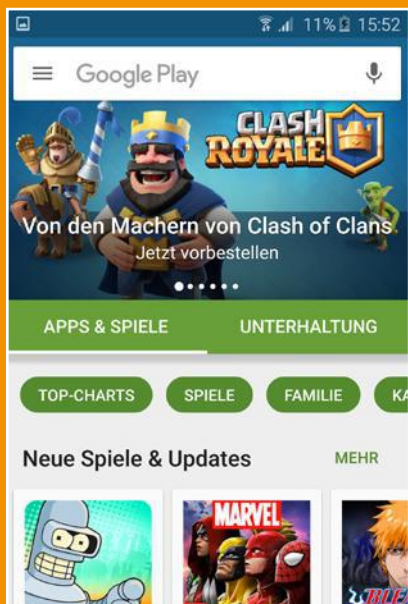 11% 15:52
Google Play
CLASH
ROYALE
Von den Machern von Clash of Clans
Jetzt vorbestellen
APPS & SPIELE UNTERHALTUNG
TOP-CHARTS SPIELE FAMILIE KA
Neue Spiele & Updates MEHR
MARVEL